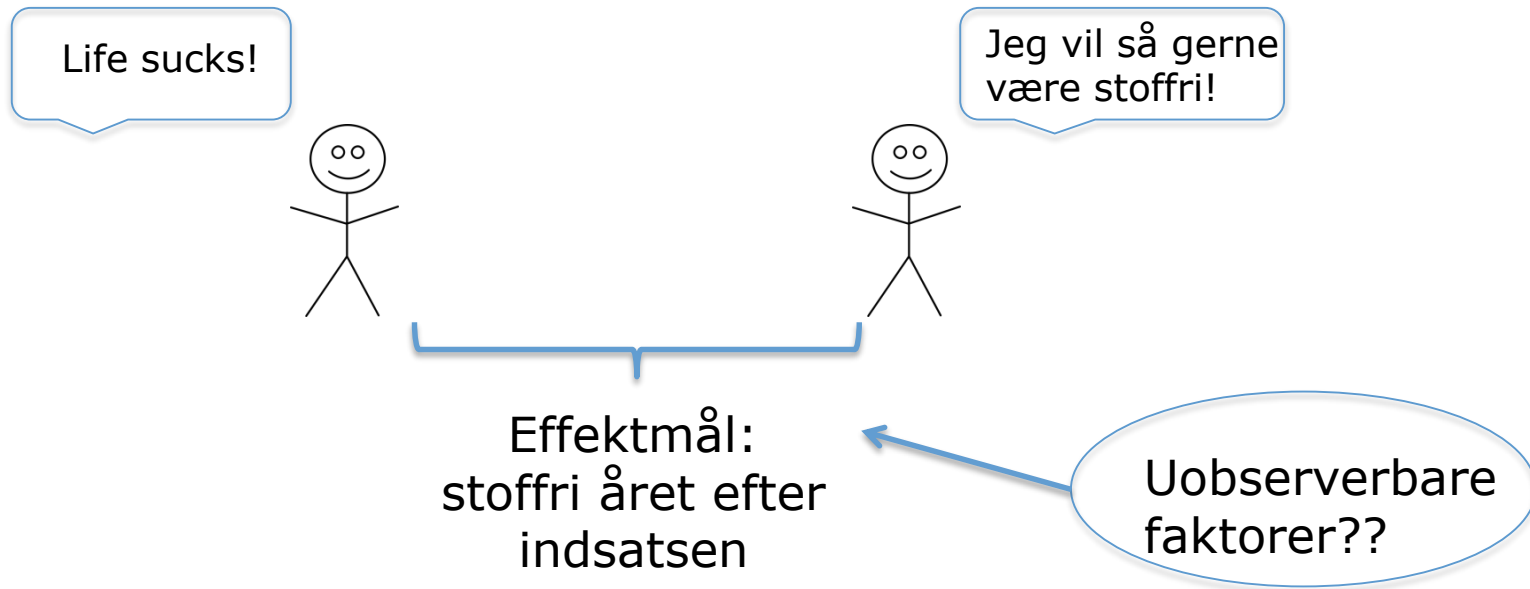 Life sucks!
Jeg vil så gerne
være stoffri!
Effektmål:
stoffri året efter
indsatsen
Uobserverbare
faktorer??